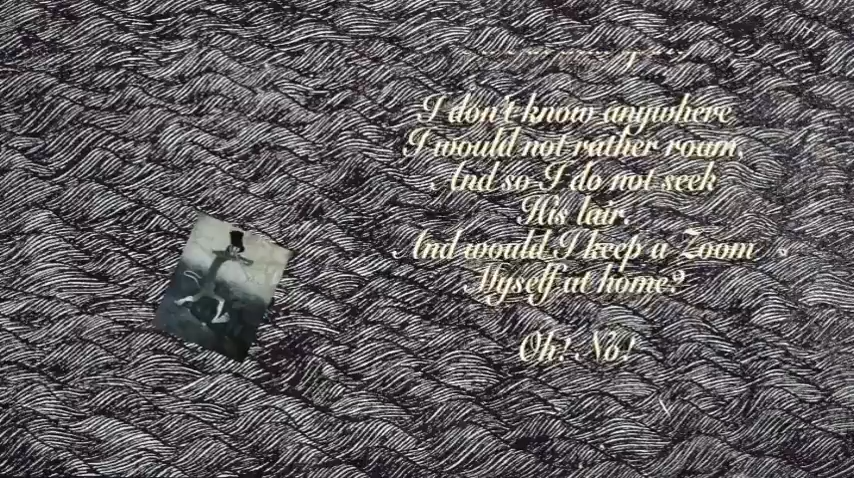 I don't know anywhere
I would not rather roam,
And so I do not seek
His lair.
And would I keep a Zoom
Myself at home?
Oh! No!